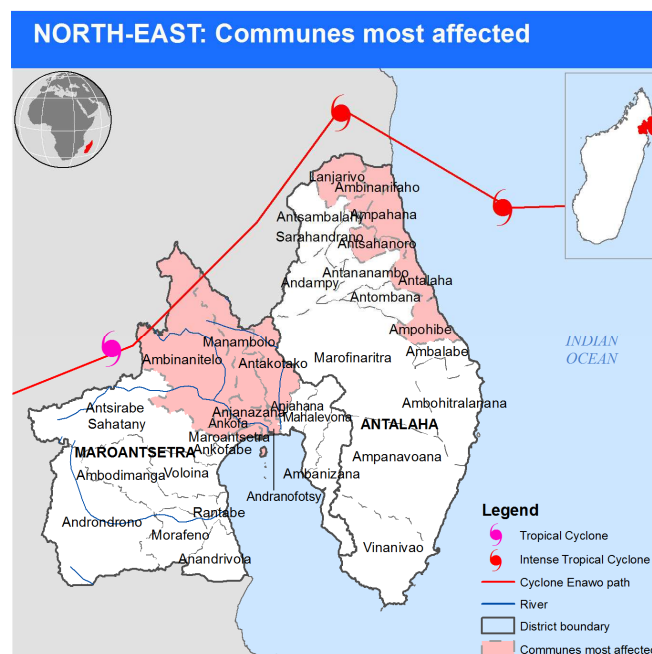 NORTH-EAST: Communes most affected
Lanjarivo
Ambinanifaho
Antsambalahy
Ampahana
Sarahandrano
Antsahanoro
Antananambo
Andampy
Antalaha
Antombana
Ampohibe
Manambolo
INDIAN
OCEAN
Ambinanitelo
Antakotako
Marofinaritra
Ambalabe
Antsirabe
Sahatany
Anjanazaha
Anjahana
Ambohitralanana
Mahalevona
Ankofa
ANTALAHA
Maroantsetra
MAROANTSETRA
Ankofabe
Ampanavoana
Ambodimanga
Voloina
Ambanizana
Andranofotsy
Rantabe
Androndrono
Morafeno
Vinanivao
Anandrivola
Legend
Tropical Cyclone
Intense Tropical Cyclone
Cyclone Enawo path
River
District boundary
Communes most affected